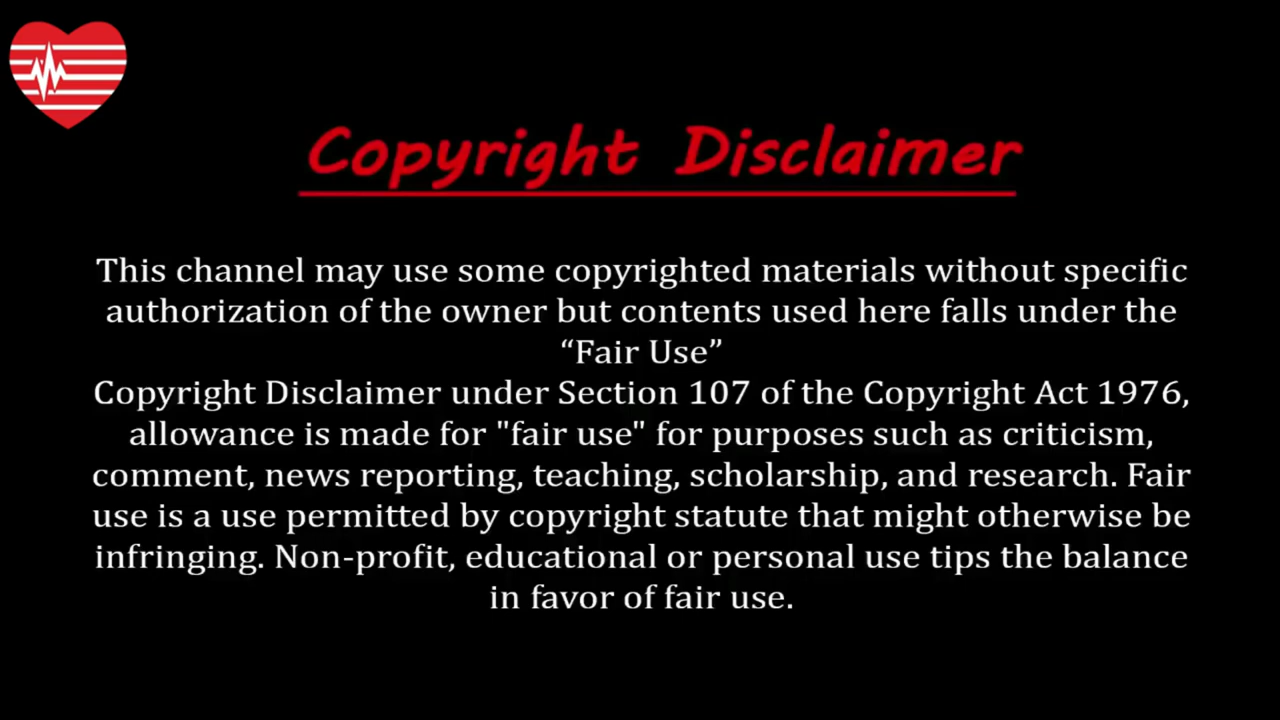 Copyright Disclaimer
This channel may use some copyrighted materials without specific
authorization of the owner but contents used here falls under the
“Fair Use”
Copyright Disclaimer under Section 107 of the Copyright Act 1976,
allowance is made for "fair use" for purposes such as criticism,
comment, news reporting, teaching, scholarship, and research. Fair
use is a use permitted by copyright statute that might otherwise be
infringing. Non-profit, educational or personal use tips the balance
in favor of fair use.